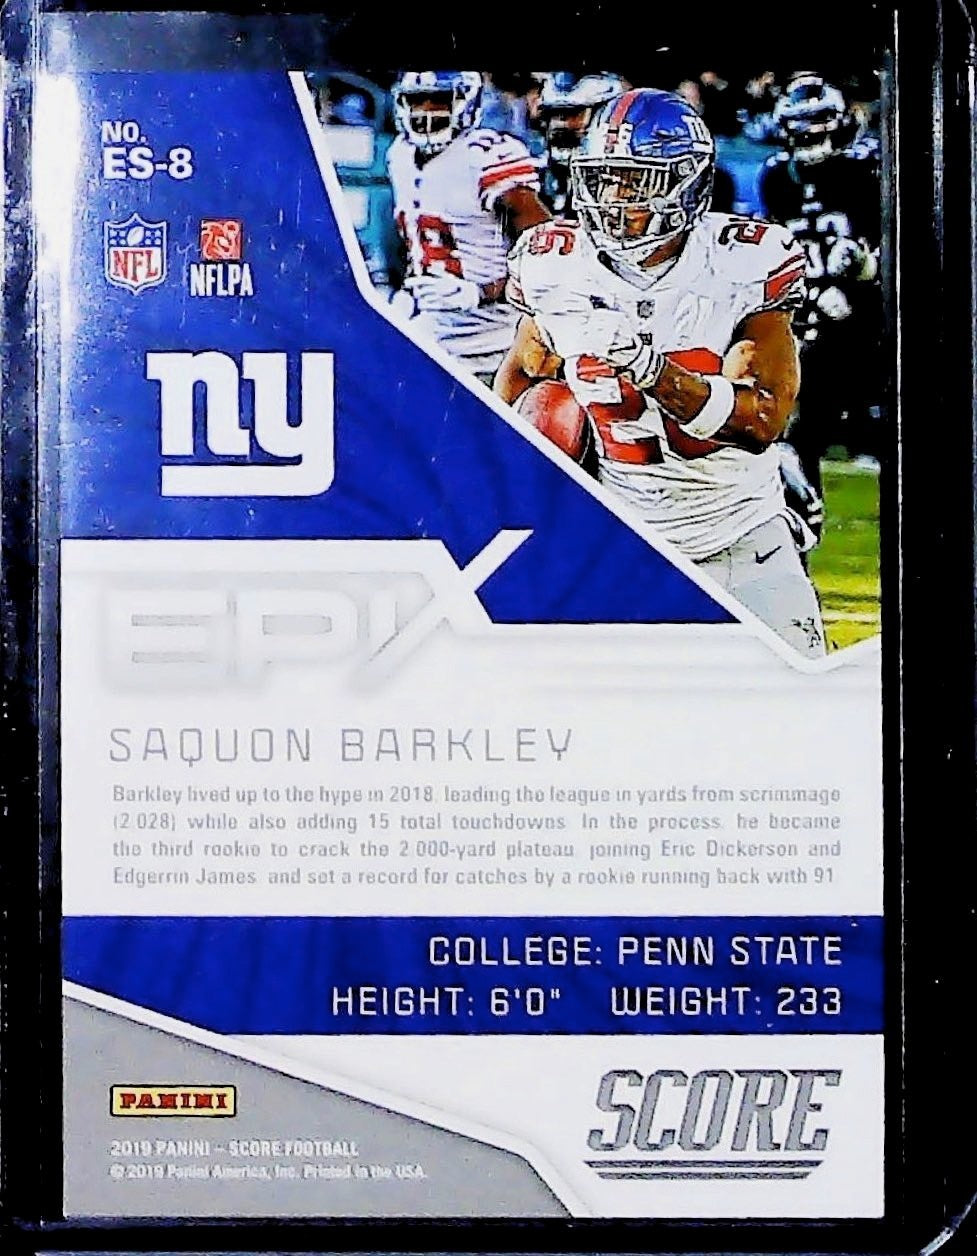 NO.
ES-8
NFL
NFLPA
ny
EPIX
SAQUON BARKLEY
Barkley lived up to the hype in 2018, leading the league in yards from scrimmage
(2,028) while also adding 15 total touchdowns. In the process, he became
the third rookie to crack the 2,000-yard plateau, joining Eric Dickerson and
Edgerrin James, and set a record for catches by a rookie running back with 91.
COLLEGE: PENN STATE
HEIGHT: 6'0" WEIGHT: 233
PANINI
SCORE
2019 PANINI – SCORE FOOTBALL
© 2019 Panini America, Inc. Printed in the USA.